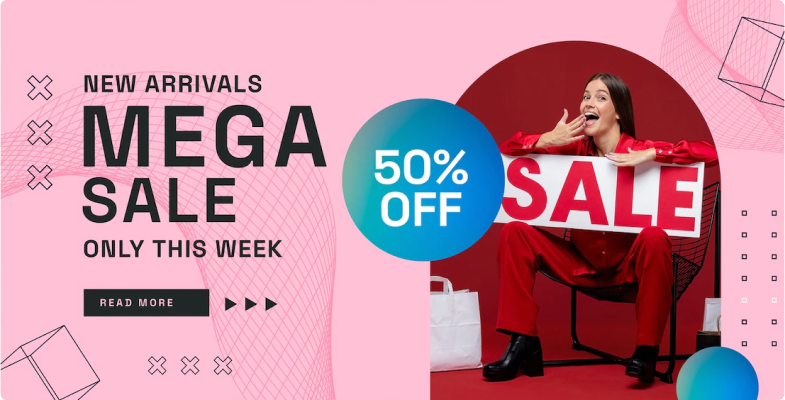 NEW ARRIVALS
MEGA
SALE
ONLY THIS WEEK
READ MORE
50%
OFF
SALE